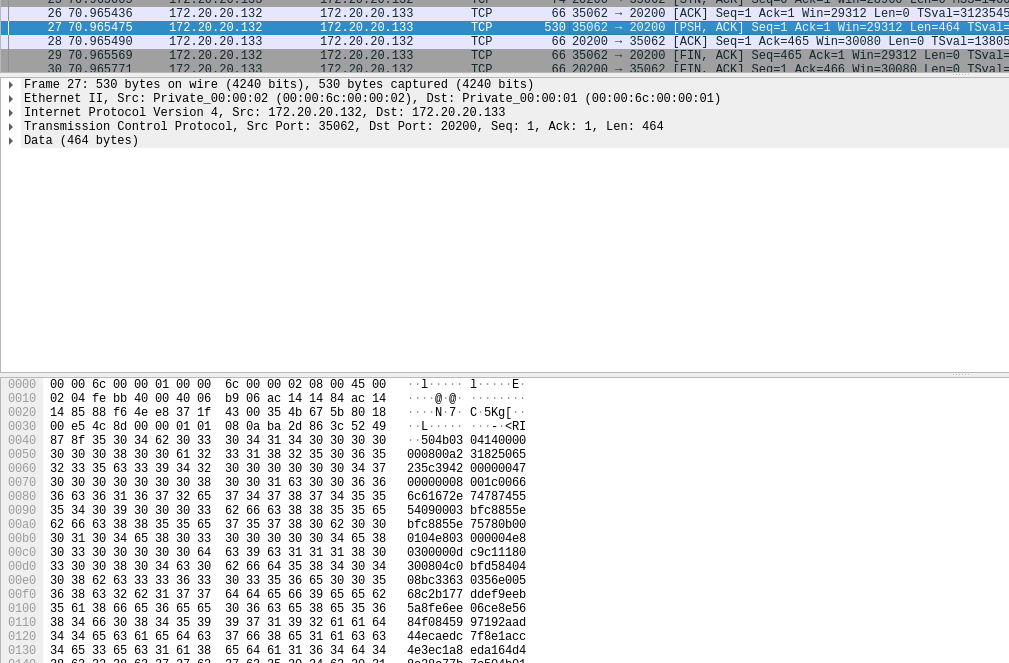 172.20.20.133 172.20.20.132 TCP 74 20200 → 35062 [SYN, ACK] Seq=0 Ack=1
26 70.965436 172.20.20.132 172.20.20.133 TCP 66 35062 → 20200 [ACK] Seq=1 Ack=1 Win=29312 Len=0 TSval=3123545
27 70.965475 172.20.20.132 172.20.20.133 TCP 530 35062 → 20200 [PSH, ACK] Seq=1 Ack=1 Win=29312 Len=464 TSval=
28 70.965490 172.20.20.133 172.20.20.132 TCP 66 20200 → 35062 [ACK] Seq=1 Ack=465 Win=30080 Len=0 TSval=13805
29 70.965569 172.20.20.132 172.20.20.133 TCP 66 35062 → 20200 [FIN, ACK] Seq=465 Ack=1 Win=29312 Len=0 TSval=
30 70.965771 172.20.20.133 172.20.20.132 TCP 66 20200 → 35062 [FIN, ACK] Seq=1 Ack=466 Win=30080 Len=0 TSval=
Frame 27: 530 bytes on wire (4240 bits), 530 bytes captured (4240 bits)
Ethernet II, Src: Private_00:00:02 (00:00:6c:00:00:02), Dst: Private_00:00:01 (00:00:6c:00:00:01)
Internet Protocol Version 4, Src: 172.20.20.132, Dst: 172.20.20.133
Transmission Control Protocol, Src Port: 35062, Dst Port: 20200, Seq: 1, Ack: 1, Len: 464
Data (464 bytes)
0000 00 00 6c 00 00 01 00 00 6c 00 00 02 08 00 45 00 ··l····· l·····E·
0010 02 04 fe bb 40 00 40 06 b9 06 ac 14 14 84 ac 14 ····@·@· ········
0020 14 85 88 f6 4e e8 37 1f 43 00 35 4b 67 5b 80 18 ····N·7· C·5Kg[··
0030 00 e5 4c 8d 00 00 01 01 08 0a ba 2d 86 3c 52 49 ··L····· ···-·<RI
0040 87 8f 35 30 34 62 30 33 30 34 31 34 30 30 30 30 ··504b03 04140000
0050 30 30 30 38 30 30 61 32 33 31 38 32 35 30 36 35 000800a2 31825065
0060 32 33 35 63 33 39 34 32 30 30 30 30 30 30 34 37 235c3942 00000047
0070 30 30 30 30 30 30 30 38 30 30 31 63 30 30 36 36 00000008 001c0066
0080 36 63 36 31 36 37 32 65 37 34 37 38 37 34 35 35 6c61672e 74787455
0090 35 34 30 39 30 30 30 33 62 66 63 38 38 35 35 65 54090003 bfc8855e
00a0 62 66 63 38 38 35 35 65 37 35 37 38 30 62 30 30 bfc8855e 75780b00
00b0 30 31 30 34 65 38 30 33 30 30 30 30 30 34 65 38 0104e803 000004e8
00c0 30 33 30 30 30 30 30 64 63 39 63 31 31 31 38 30 0300000d c9c11180
00d0 33 30 30 38 30 34 63 30 62 66 64 35 38 34 30 34 300804c0 bfd58404
00e0 30 38 62 63 33 33 36 33 30 33 35 36 65 30 30 35 08bc3363 0356e005
00f0 36 38 63 32 62 31 37 37 64 64 65 66 39 65 65 62 68c2b177 ddef9eeb
0100 35 61 38 66 65 36 65 65 30 36 63 65 38 65 35 36 5a8fe6ee 06ce8e56
0110 38 34 66 30 38 34 35 39 39 37 31 39 32 61 61 64 84f08459 97192aad
0120 34 34 65 63 61 65 64 63 37 66 38 65 31 61 63 63 44ecaedc 7f8e1acc
0130 34 65 33 65 63 31 61 38 65 64 61 31 36 34 64 34 4e3ec1a8 eda164d4
0140 38 63 32 38 63 37 37 62 37 63 35 30 34 62 30 31 8c28c77b 7c504b01